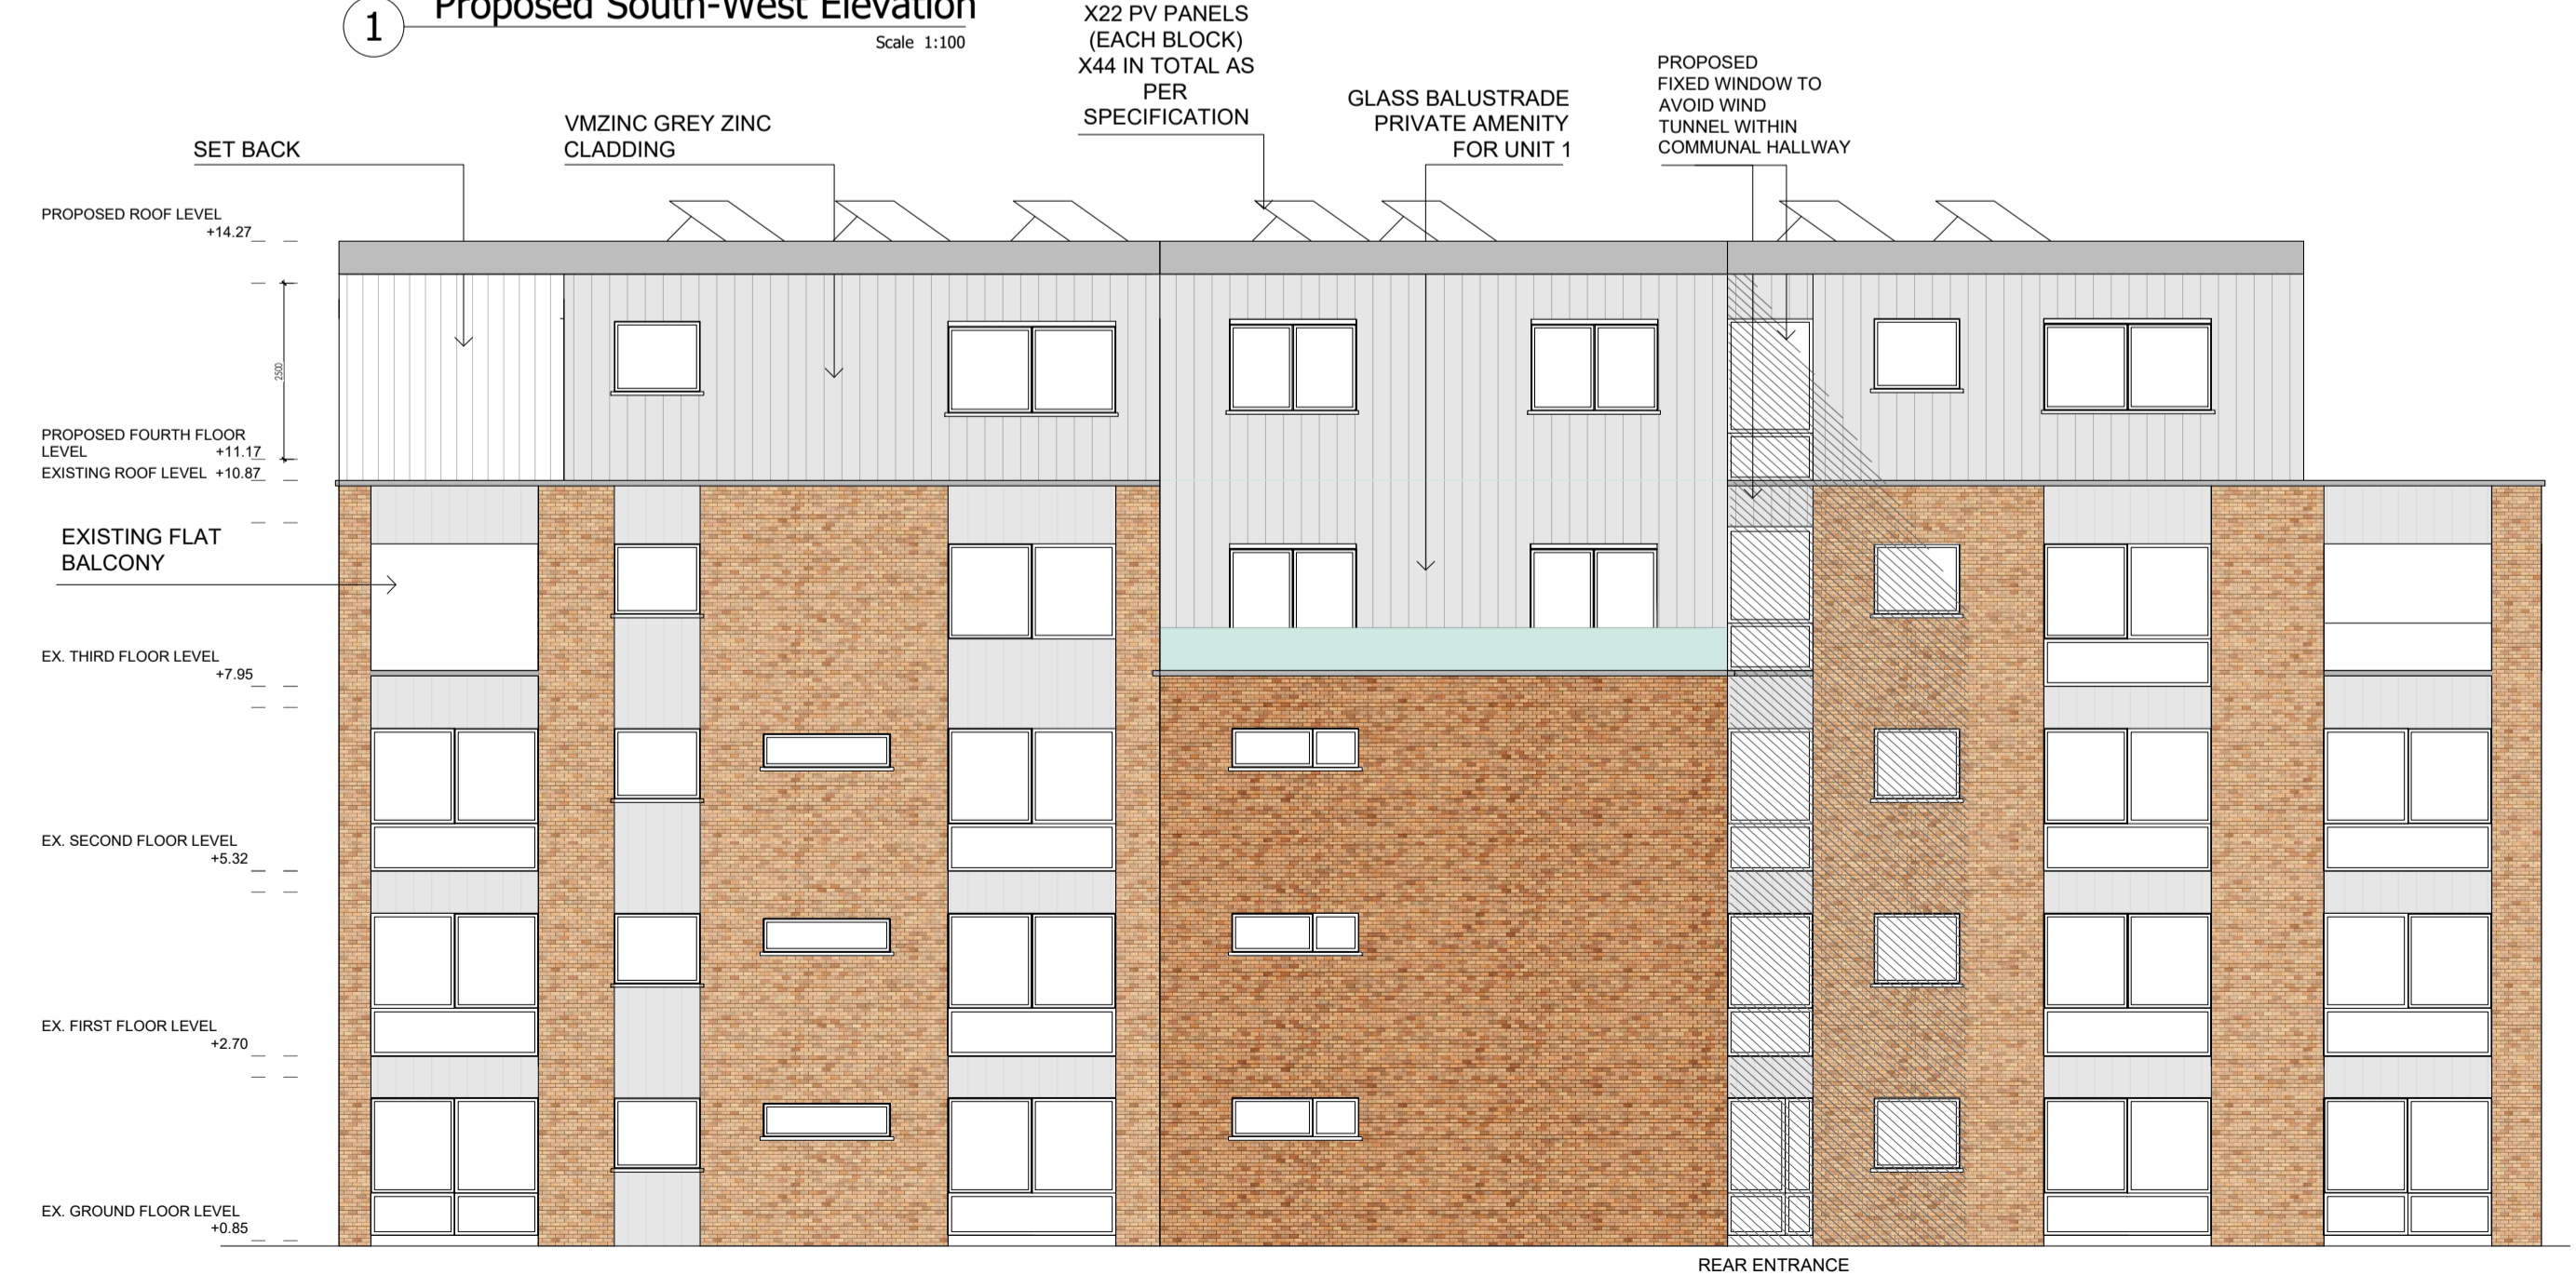 1
Proposed South-West Elevation
Scale 1:100
X22 PV PANELS
(EACH BLOCK)
X44 IN TOTAL AS
PER
SPECIFICATION
PROPOSED
FIXED WINDOW TO
AVOID WIND
TUNNEL WITHIN
COMMUNAL HALLWAY
GLASS BALUSTRADE
PRIVATE AMENITY
FOR UNIT 1
VMZINC GREY ZINC
CLADDING
SET BACK
PROPOSED ROOF LEVEL
+14.27
2500
PROPOSED FOURTH FLOOR
LEVEL +11.17
EXISTING ROOF LEVEL +10.87
EXISTING FLAT
BALCONY
EX. THIRD FLOOR LEVEL
+7.95
EX. SECOND FLOOR LEVEL
+5.32
EX. FIRST FLOOR LEVEL
+2.70
EX. GROUND FLOOR LEVEL
+0.85
REAR ENTRANCE